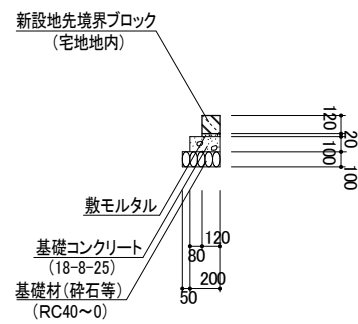 新設地先境界ブロック
(宅地地内)
120
20
100
100
敷モルタル
基礎コンクリート
(18-8-25)
基礎材(砕石等)
(RC40～0)
120
80
200
50